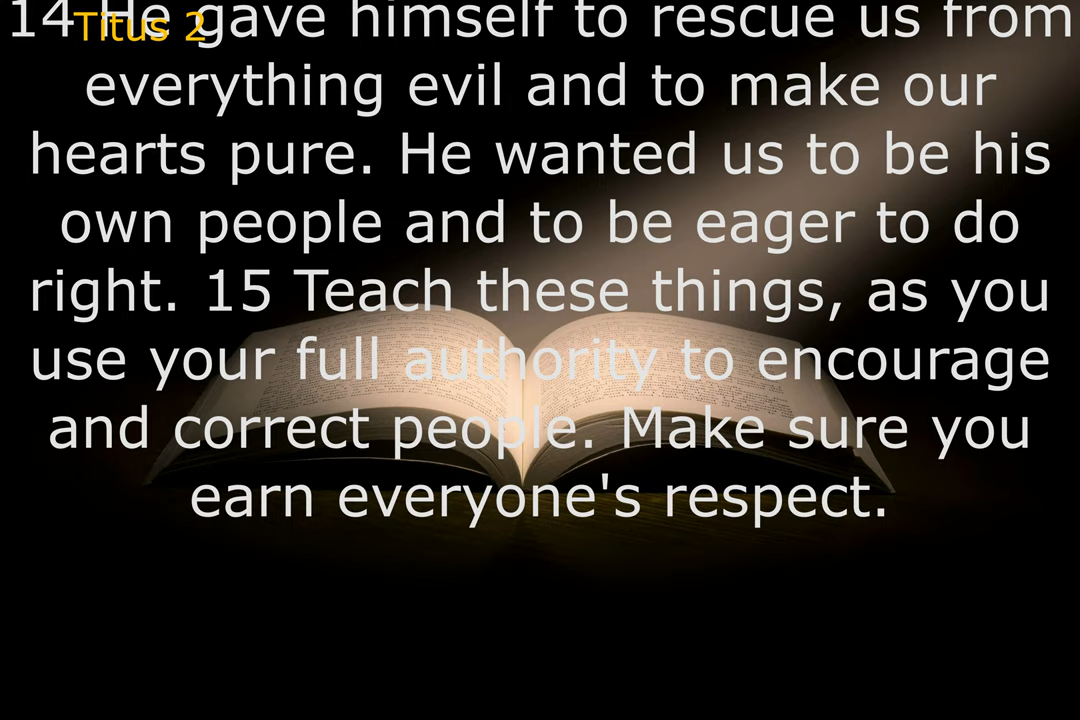 Titus 2
14 He gave himself to rescue us from
everything evil and to make our
hearts pure. He wanted us to be his
own people and to be eager to do
right. 15 Teach these things, as you
use your full authority to encourage
and correct people. Make sure you
earn everyone's respect.